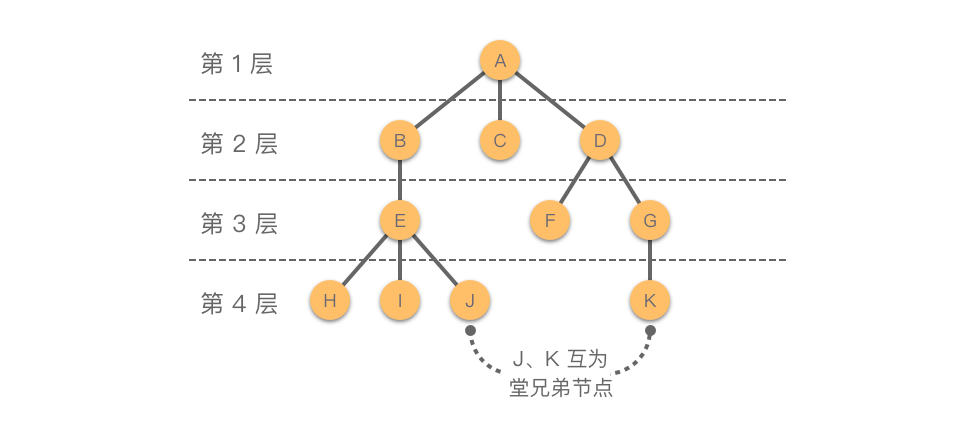 第 1 层
A
第 2 层
B C D
第 3 层
E F G
第 4 层
H I J K
J、K 互为
堂兄弟节点